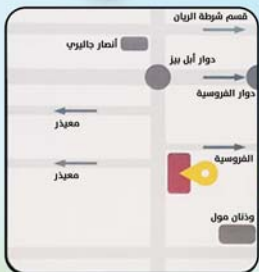 قسم شرطة الريان
أنصار جاليري
دوار أبل بيز
دوار الفروسية
معيذر
الفروسية
معيذر
وذنان مول